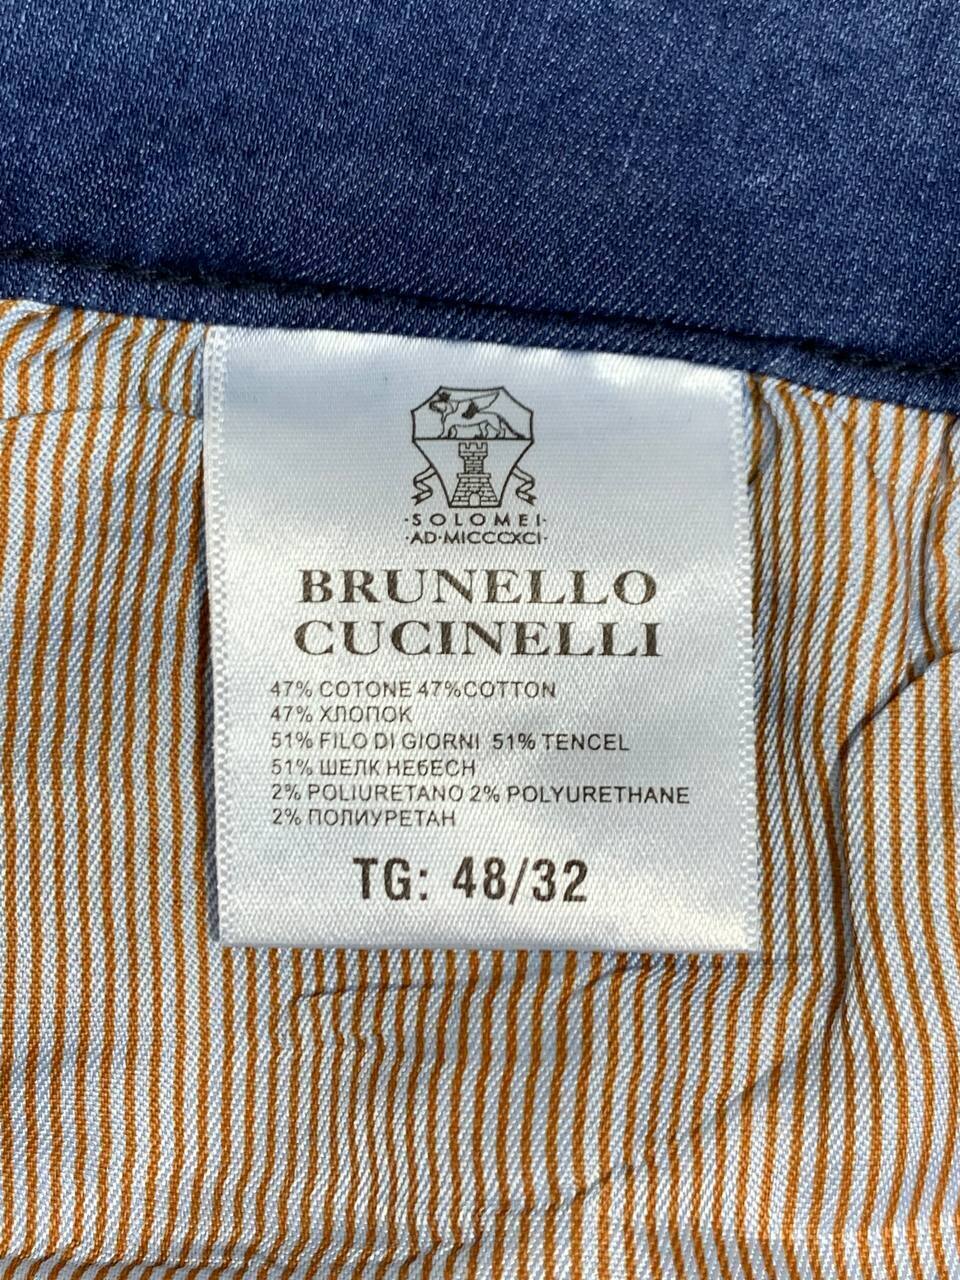 ·SOLOMEI·
·AD·MICCCXCI·
BRUNELLO
CUCINELLI
47% COTONE 47%COTTON
47% ХЛОПОК
51% FILO DI GIORNI 51% TENCEL
51% ШЕЛК НЕбЕСН
2% POLIURETANO 2% POLYURETHANE
2% ПОЛИУРЕТАН
TG: 48/32